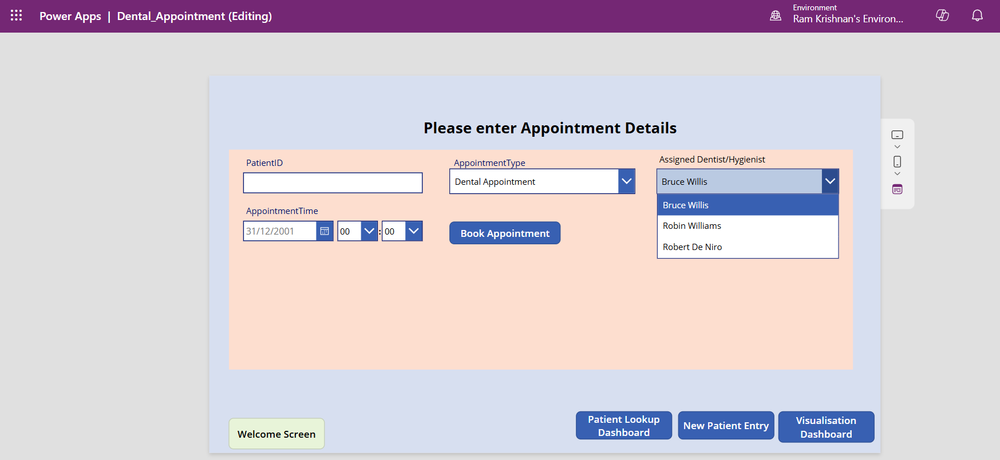 Power Apps | Dental_Appointment (Editing)
Environment
Ram Krishnan's Environ...
Please enter Appointment Details
PatientID
AppointmentType
Assigned Dentist/Hygienist
Dental Appointment
Bruce Willis
Bruce Willis
Robin Williams
Robert De Niro
AppointmentTime
31/12/2001
00 : 00
Book Appointment
Welcome Screen
Patient Lookup
Dashboard
New Patient Entry
Visualisation
Dashboard